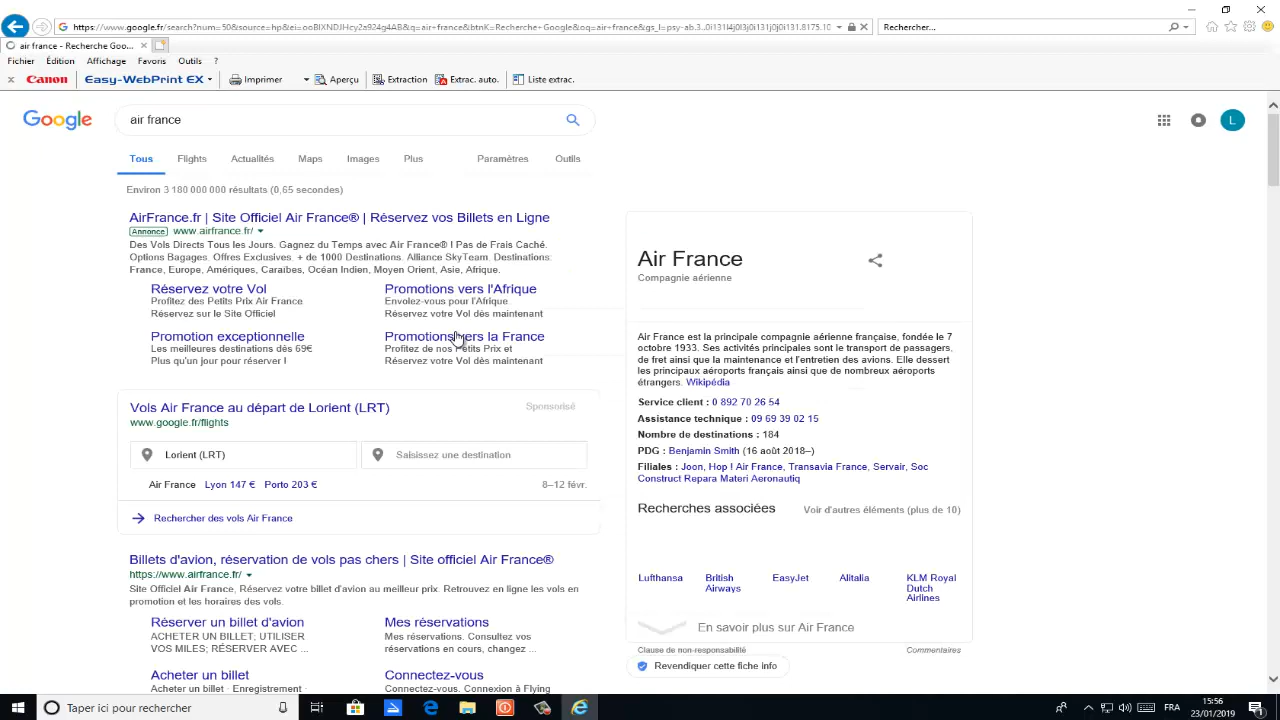 https://www.google.fr/search?num=50&source=hp&ei=ooBIXNDJHcy2a924g4AB&q=air+france&btnK=Recherche+Google&oq=air+france&gs_l=psy-ab.3...0i131l4j0l3j0i131j0j0i131.8175.10
Rechercher...
air france - Recherche Goo...
Fichier Édition Affichage Favoris Outils ?
Canon Easy-WebPrint EX Imprimer Aperçu Extraction Extrac. auto. Liste extrac.
Google
air france
L
Tous Flights Actualités Maps Images Plus Paramètres Outils
Environ 3 180 000 000 résultats (0,65 secondes)
AirFrance.fr | Site Officiel Air France® | Réservez vos Billets en Ligne
Annonce www.airfrance.fr/
Des Vols Directs Tous les Jours. Gagnez du Temps avec Air France® ! Pas de Frais Caché.
Options Bagages. Offres Exclusives. + de 1000 Destinations. Alliance SkyTeam. Destinations:
France, Europe, Amériques, Caraïbes, Océan Indien, Moyen Orient, Asie, Afrique.
Réservez votre Vol
Profitez des Petits Prix Air France
Réservez sur le Site Officiel
Promotions vers l'Afrique
Envolez-vous pour l'Afrique
Réservez votre Vol dès maintenant
Promotion exceptionnelle
Les meilleures destinations dès 69€
Plus qu'un jour pour réserver !
Promotions vers la France
Profitez de nos Petits Prix et
Réservez votre Vol dès maintenant
Vols Air France au départ de Lorient (LRT)
Sponsorisé
www.google.fr/flights
Lorient (LRT)
Saisissez une destination
Air France Lyon 147 € Porto 203 € 8–12 févr.
Rechercher des vols Air France
Billets d'avion, réservation de vols pas chers | Site officiel Air France®
https://www.airfrance.fr/
Site Officiel Air France, Réservez votre billet d'avion au meilleur prix. Retrouvez en ligne les vols en
promotion et les horaires des vols.
Réserver un billet d'avion
ACHETER UN BILLET; UTILISER
VOS MILES; RÉSERVER AVEC ...
Mes réservations
Mes réservations. Consultez vos
réservations en cours, changez ...
Acheter un billet
Acheter un billet · Enregistrement ·
Connectez-vous
Connectez-vous. Connexion à Flying
Air France
Compagnie aérienne
Air France est la principale compagnie aérienne française, fondée le 7
octobre 1933. Ses activités principales sont le transport de passagers,
de fret ainsi que la maintenance et l'entretien des avions. Elle dessert
les principaux aéroports français ainsi que de nombreux aéroports
étrangers. Wikipédia
Service client : 0 892 70 26 54
Assistance technique : 09 69 39 02 15
Nombre de destinations : 184
PDG : Benjamin Smith (16 août 2018–)
Filiales : Joon, Hop ! Air France, Transavia France, Servair, Soc
Construct Repara Materi Aeronautiq
Recherches associées
Voir d'autres éléments (plus de 10)
Lufthansa
British
Airways
EasyJet
Alitalia
KLM Royal
Dutch
Airlines
En savoir plus sur Air France
Clause de non-responsabilité
Commentaires
Revendiquer cette fiche info
Taper ici pour rechercher
FRA
15:56
23/01/2019
1